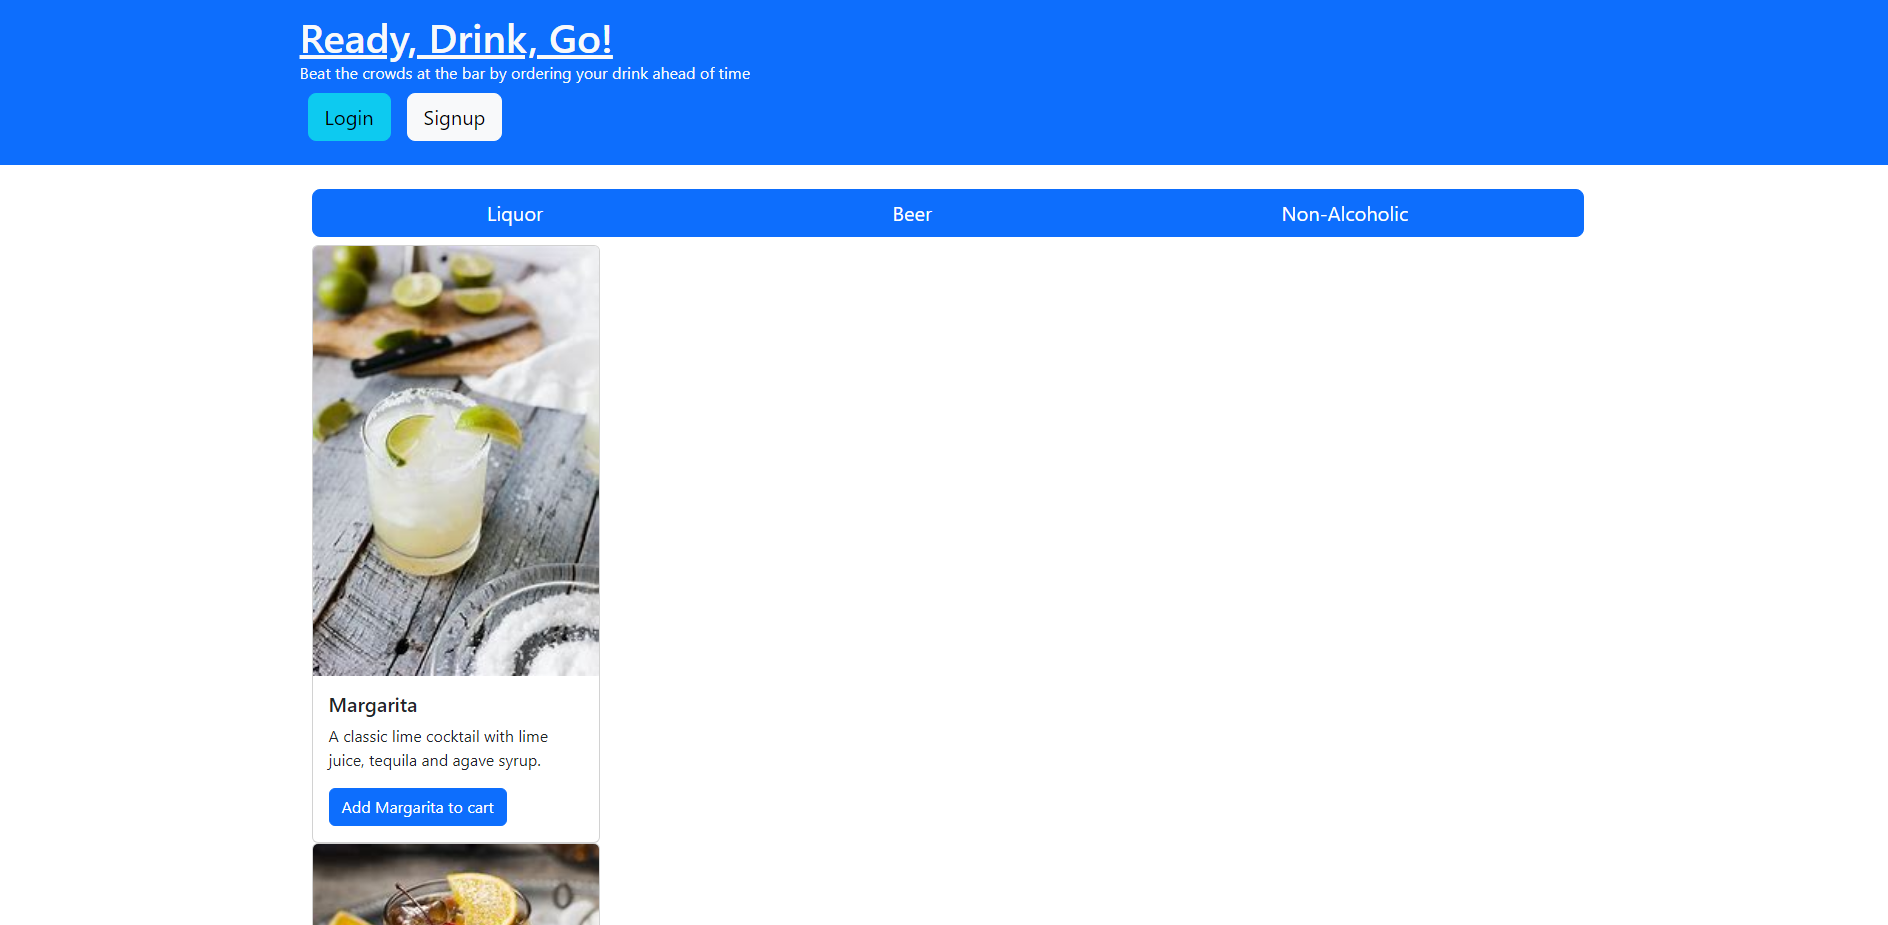 Ready, Drink, Go!
Beat the crowds at the bar by ordering your drink ahead of time
Login Signup
Liquor Beer Non-Alcoholic
Margarita
A classic lime cocktail with lime
juice, tequila and agave syrup.
Add Margarita to cart